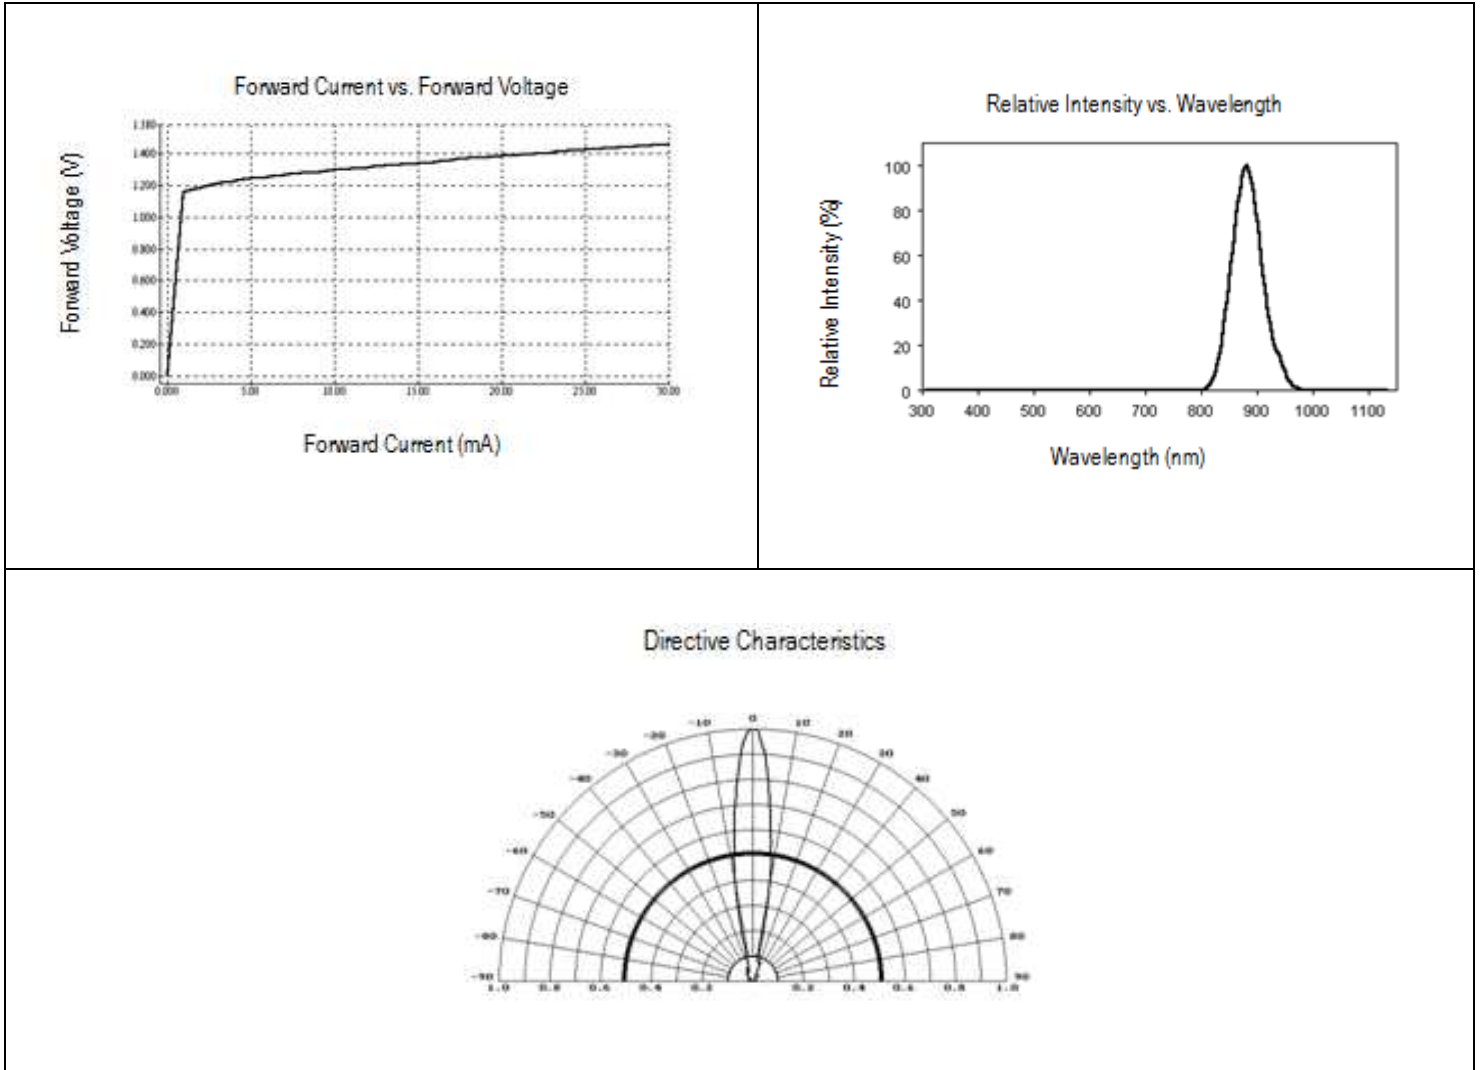 Forward Current vs. Forward Voltage
Forward Voltage (V)
1.400
1.200
1.000
0.800
0.600
0.400
0.200
0.000
0.000 5.00 10.00 15.00 20.00 25.00 30.00
Forward Current (mA)
Relative Intensity vs. Wavelength
Relative Intensity (%)
100
80
60
40
20
0
300 400 500 600 700 800 900 1000 1100
Wavelength (nm)
Directive Characteristics
-10 0 10
-20 20
-30 30
-40 40
-50 50
-60 60
-70 70
-80 80
-90 90
1.0 0.8 0.6 0.4 0.2 0.2 0.4 0.6 0.8 1.0